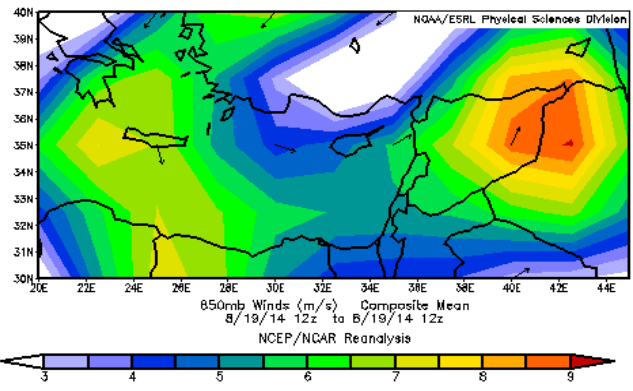 40N
NOAA/ESRL Physical Sciences Division
39N
38N
37N
36N
35N
34N
33N
32N
31N
30N
20E 22E 24E 26E 28E 30E 32E 34E 36E 38E 40E 42E 44E
850mb Winds (m/s) Composite Mean
8/19/14 12z to 8/19/14 12z
NCEP/NCAR Reanalysis
3 4 5 6 7 8 9